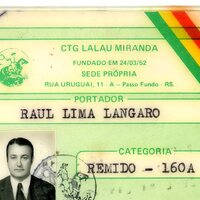 CTG LALAU MIRANDA
FUNDADO EM 24/03/52
SEDE PRÓPRIA
RUA URUGUAI, 11 - A - Passo Fundo - RS.
PORTADOR
RAUL LIMA LANGARO
CATEGORIA
REMIDO - 160A